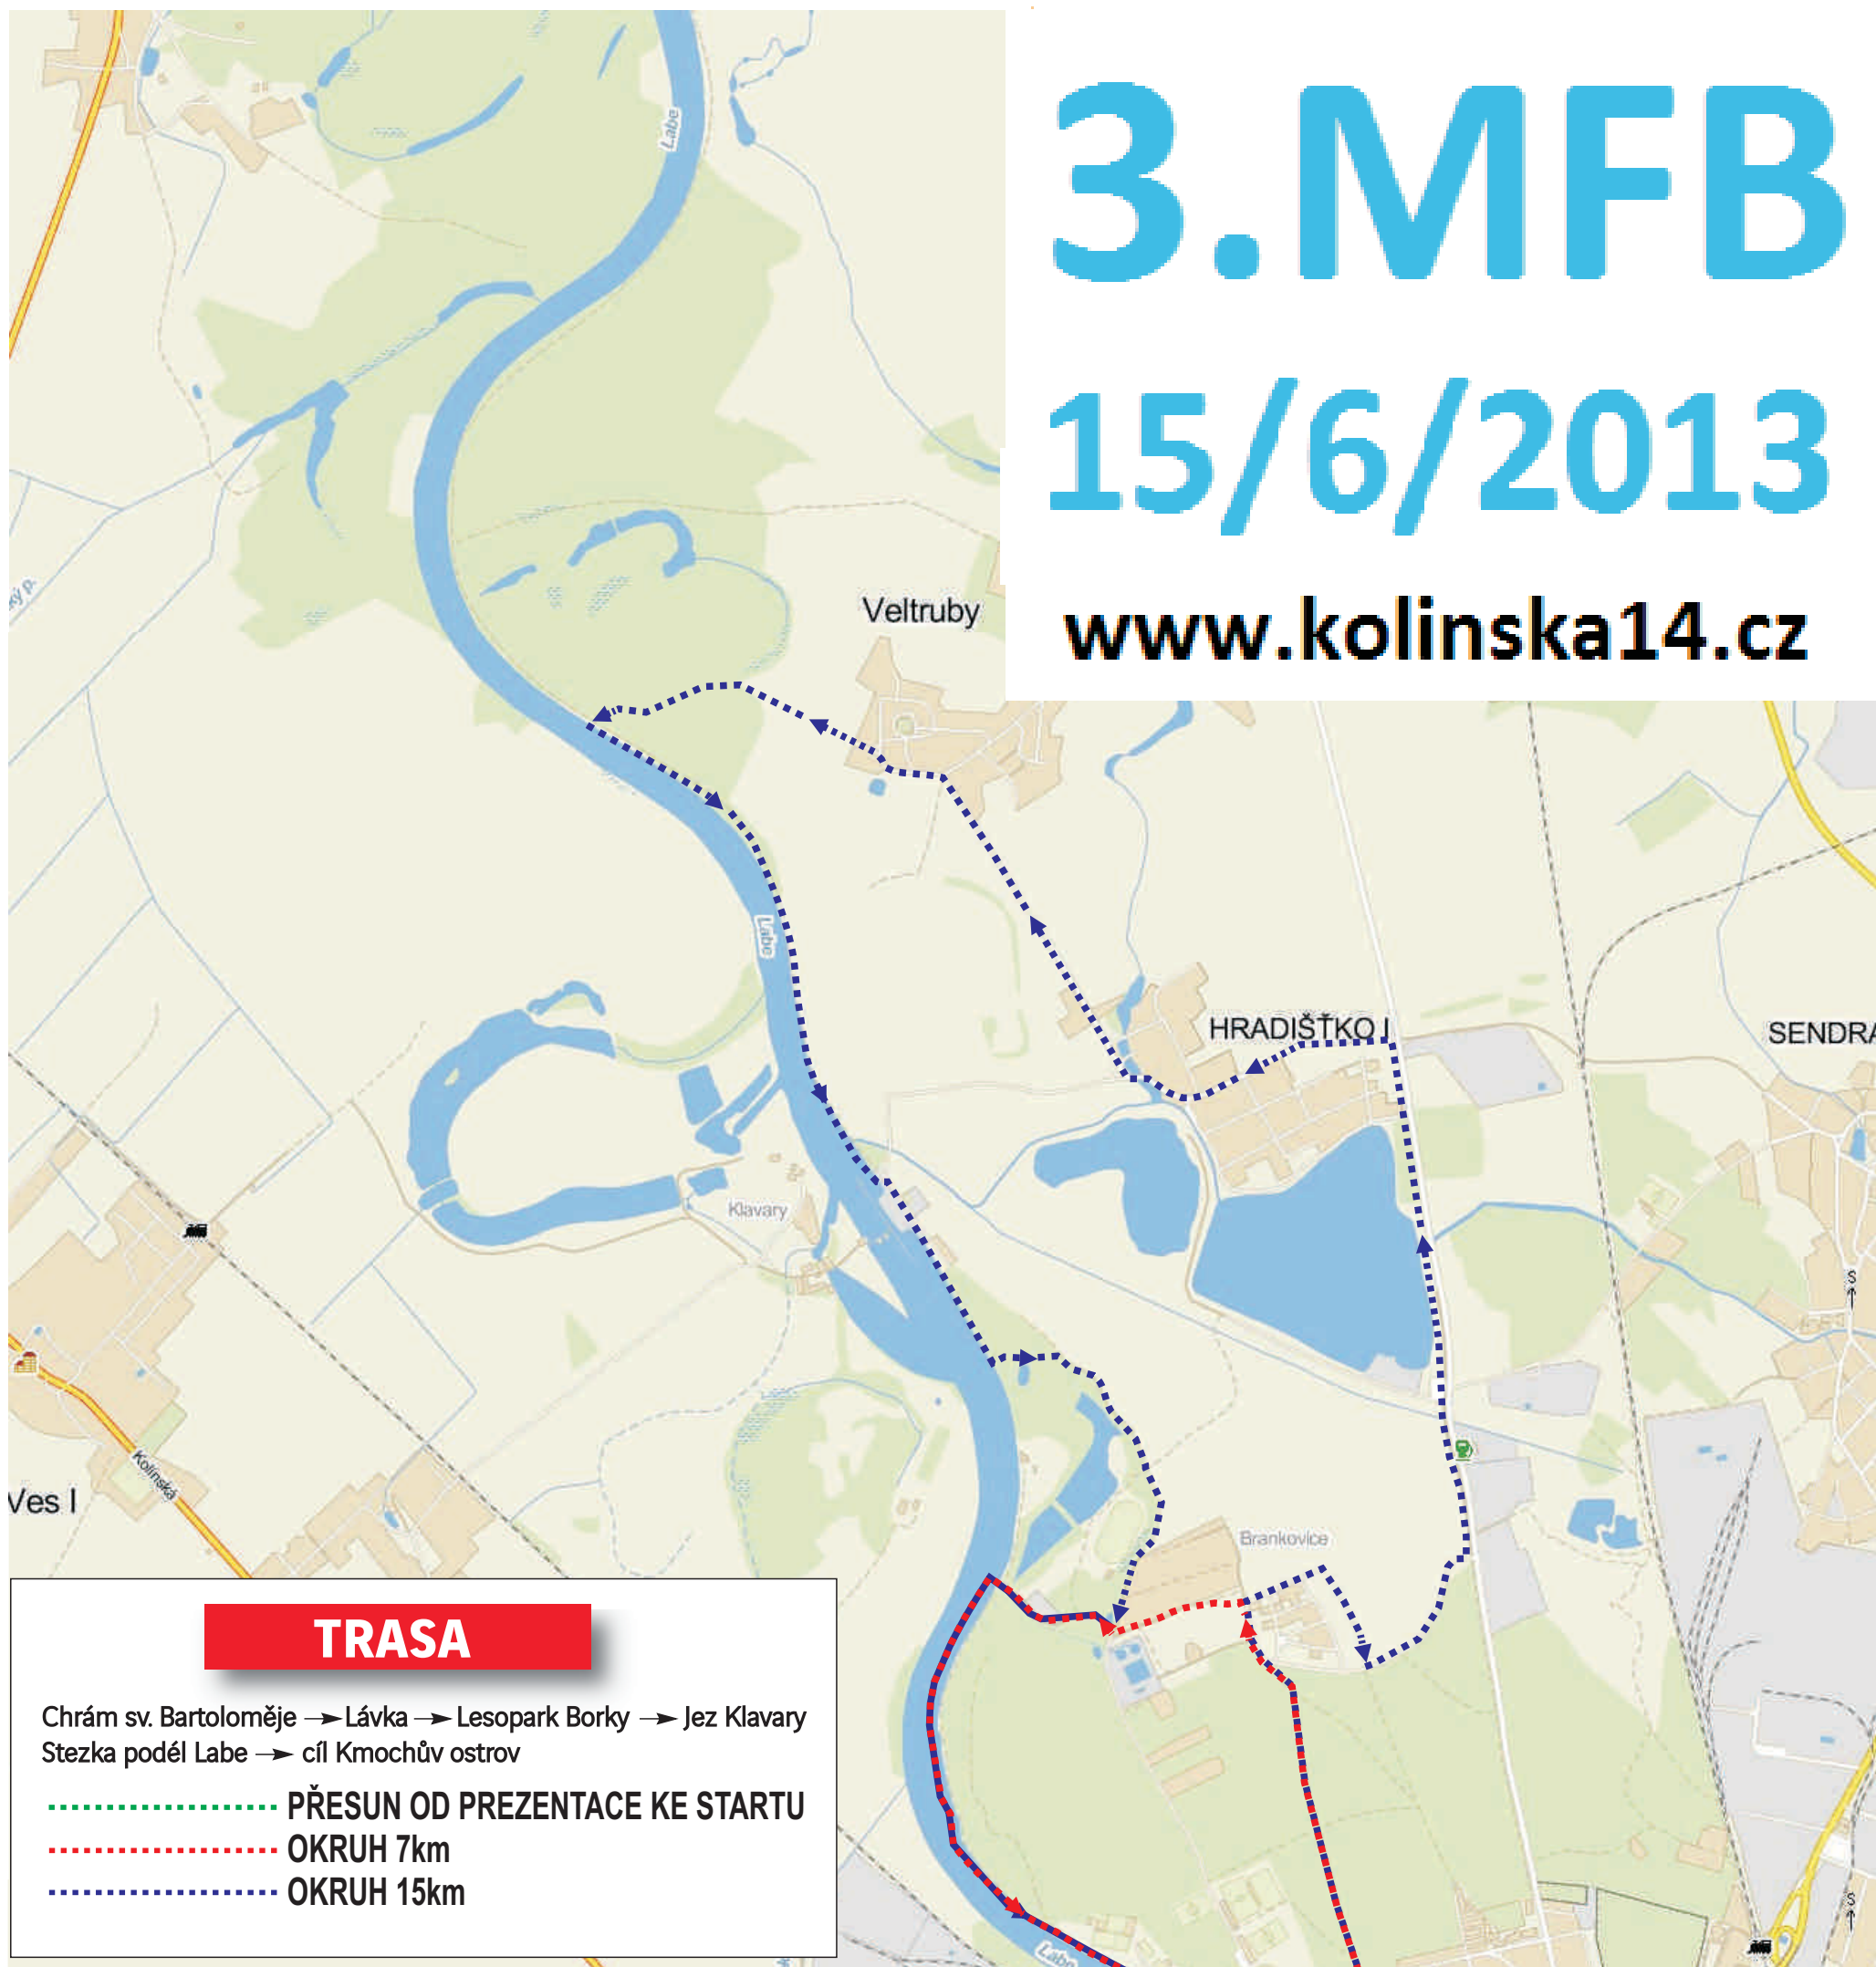 3.MFB
15/6/2013
www.kolinska14.cz
Labe
Veltruby
Labe
HRADIŠŤKO I
SENDRA
Klavary
Kolínská
Ves I
Brankovice
S
S
Labe
TRASA
Chrám sv. Bartoloměje → Lávka → Lesopark Borky → Jez Klavary
Stezka podél Labe → cíl Kmochův ostrov
PŘESUN OD PREZENTACE KE STARTU
OKRUH 7km
OKRUH 15km